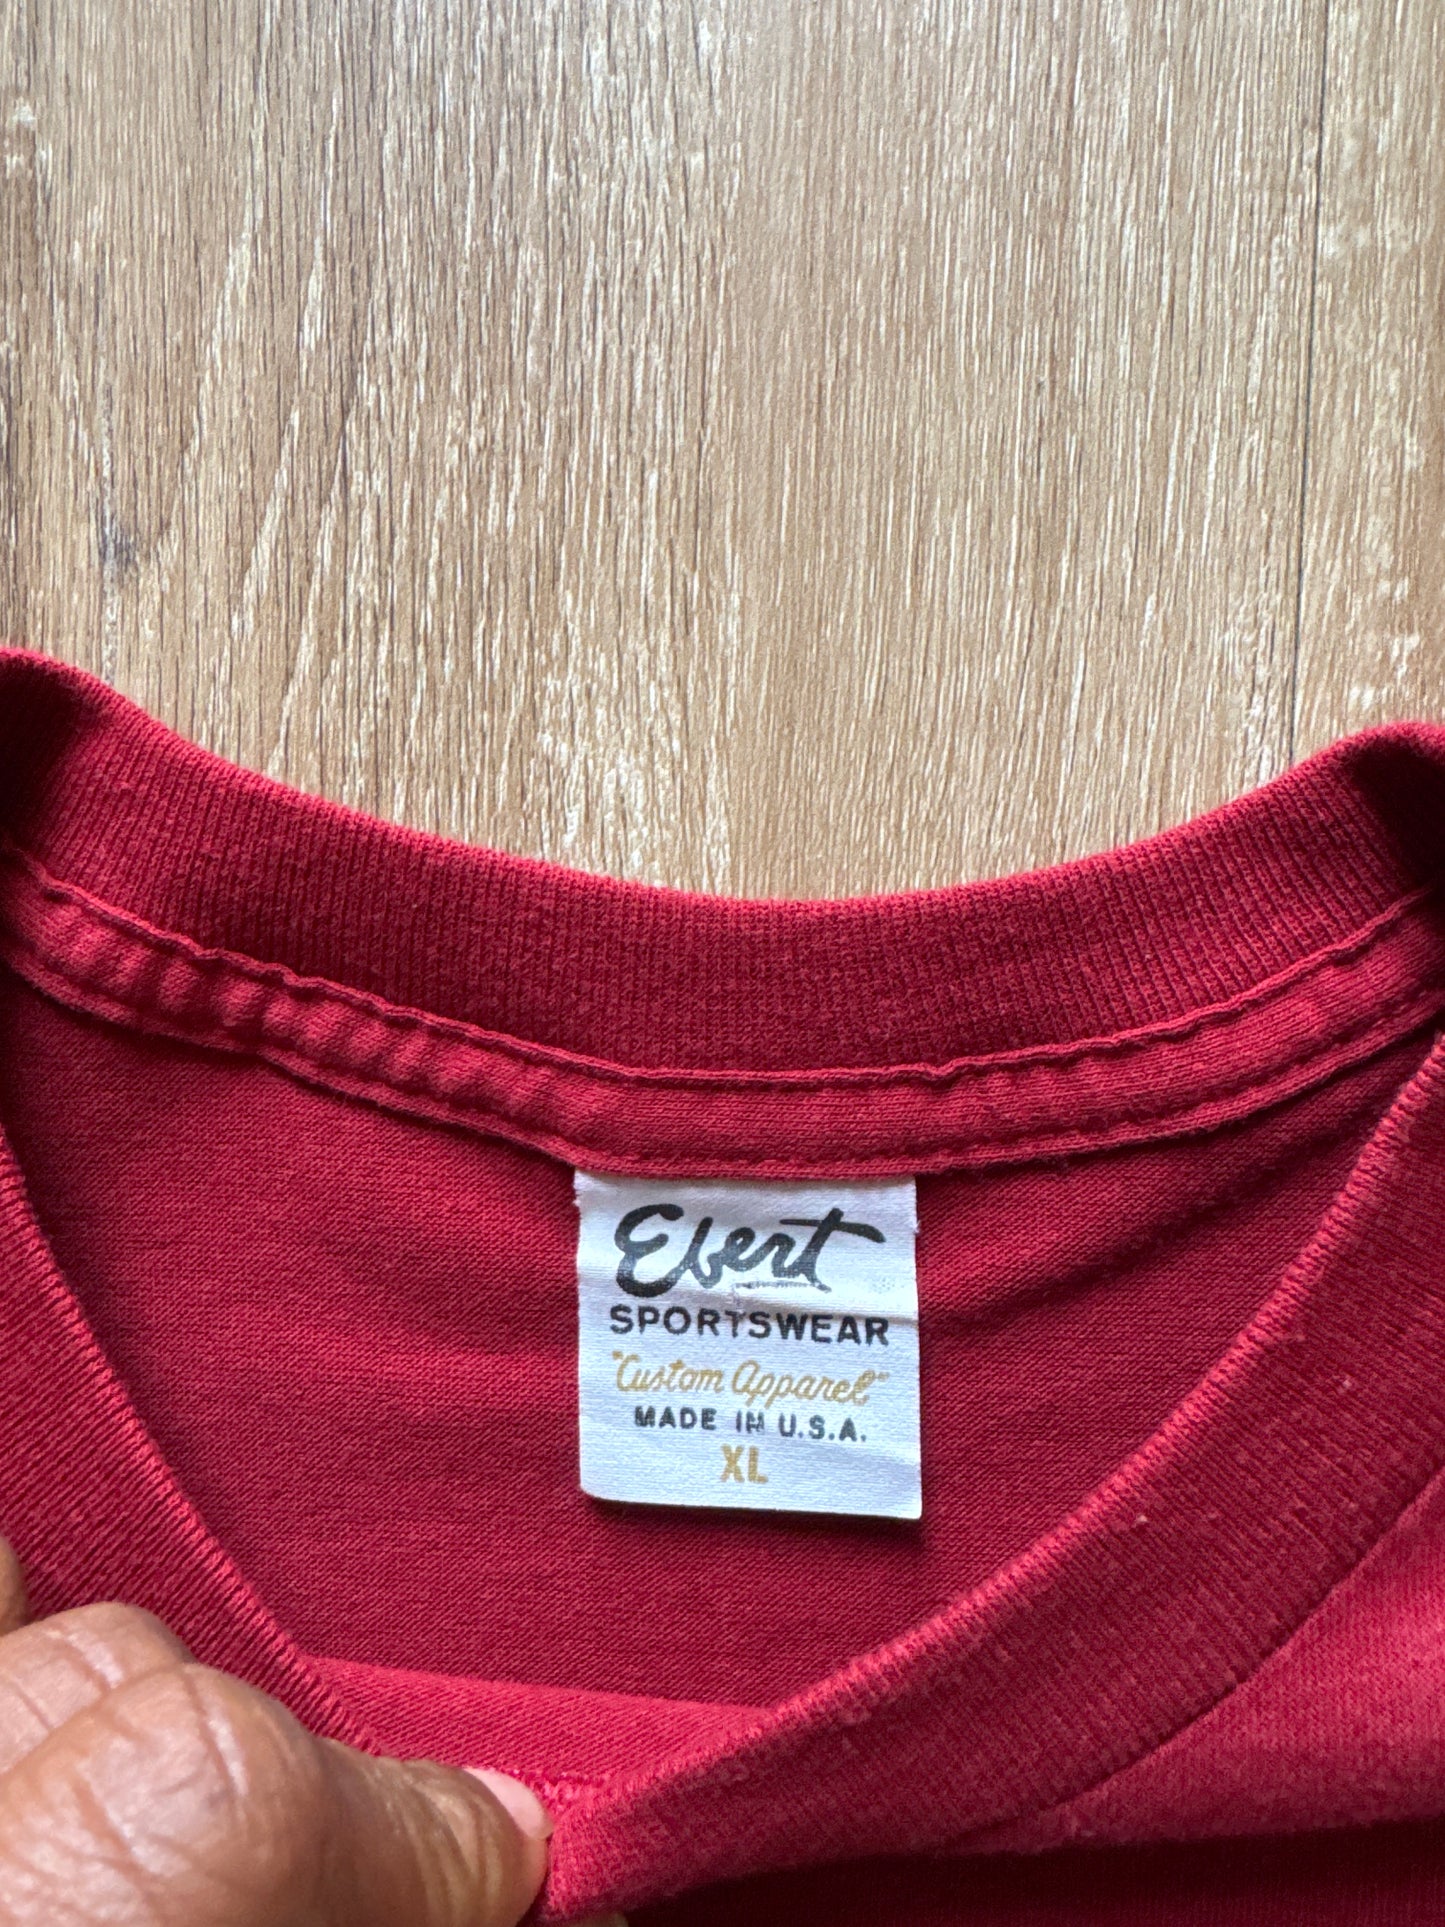 Ebert
SPORTSWEAR
"Custom Apparel"
MADE IN U.S.A.
XL